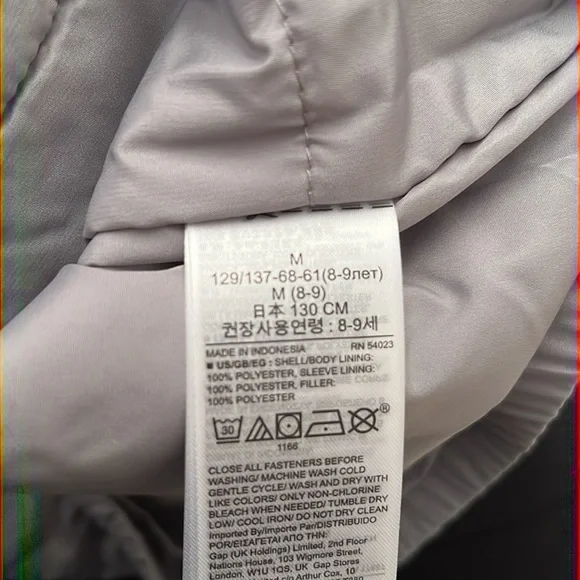 M
129/137-68-61(8-9лет)
M (8-9)
日本 130 CM
권장사용연령 : 8-9세
MADE IN INDONESIA RN 54023
■ US/GB/EG : SHELL/BODY LINING:
100% POLYESTER, SLEEVE LINING:
100% POLYESTER, FILLER:
100% POLYESTER
30
®
1166
CLOSE ALL FASTENERS BEFORE
WASHING/ MACHINE WASH COLD
GENTLE CYCLE/ WASH AND DRY WITH
LIKE COLORS/ ONLY NON-CHLORINE
BLEACH WHEN NEEDED/ TUMBLE DRY
LOW/ COOL IRON/ DO NOT DRY CLEAN
Imported By/Importe Par/DISTRIBUIDO
POR/ΕΙΣΑΓΕΤΑΙ ΑΠΟ ΤΗΝ:
Gap (UK Holdings) Limited, 2nd Floor
Nations House, 103 Wigmore Street,
London, W1U 1QS, UK Gap Stores
Arthur Cox, 10